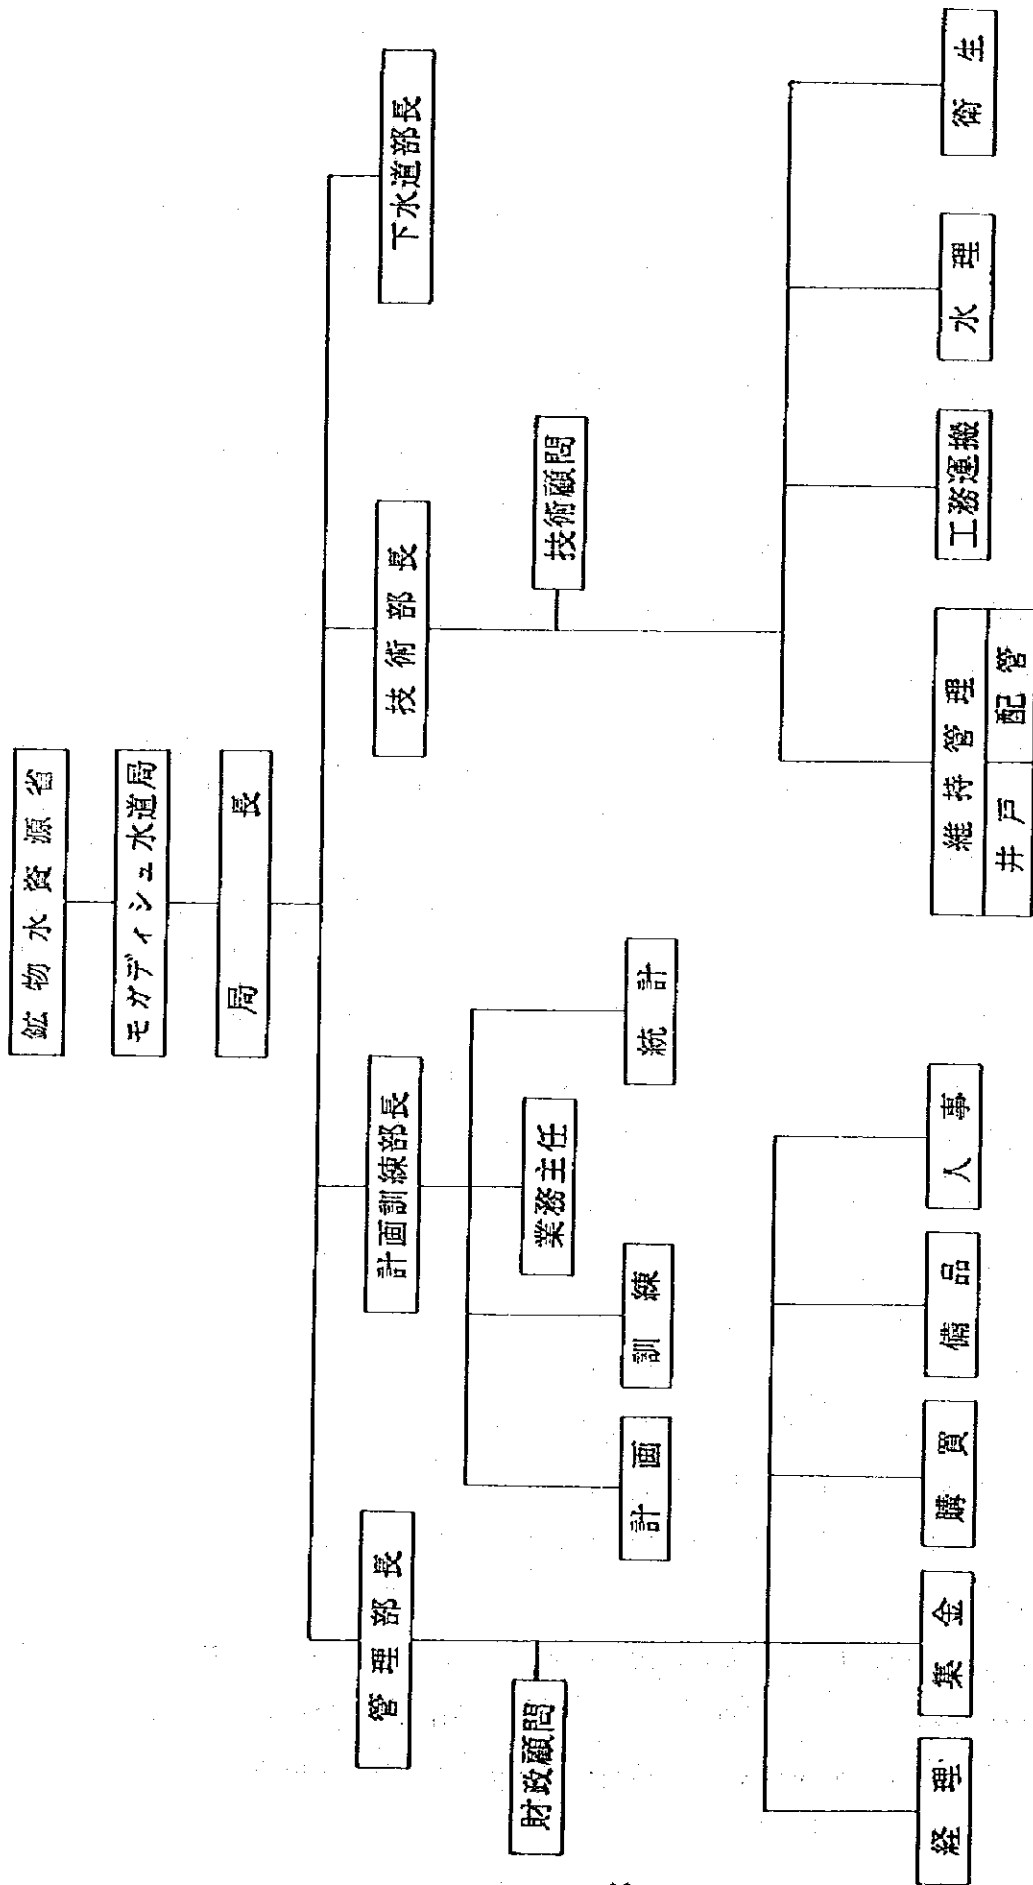 鉱物水資源省
モガディシュ水道局
局長
管理部長
計画訓練部長
技術部長
下水道部長
財政顧問
業務主任
技術顧問
計画
訓練
統計
経理
集金
購買
備品
人事
維持管理
井戸
配管
工務運搬
水理
衛生